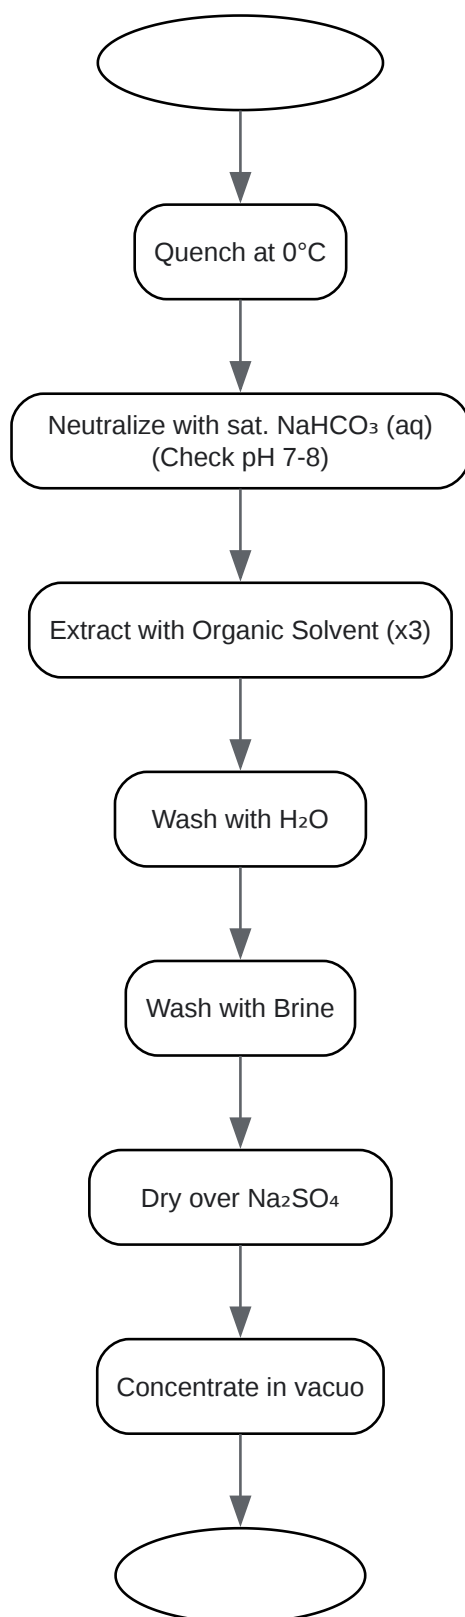 Quench at 0°C
Neutralize with sat. NaHCO₃ (aq)
(Check pH 7-8)
Extract with Organic Solvent (x3)
Wash with H₂O
Wash with Brine
Dry over Na₂SO₄
Concentrate in vacuo